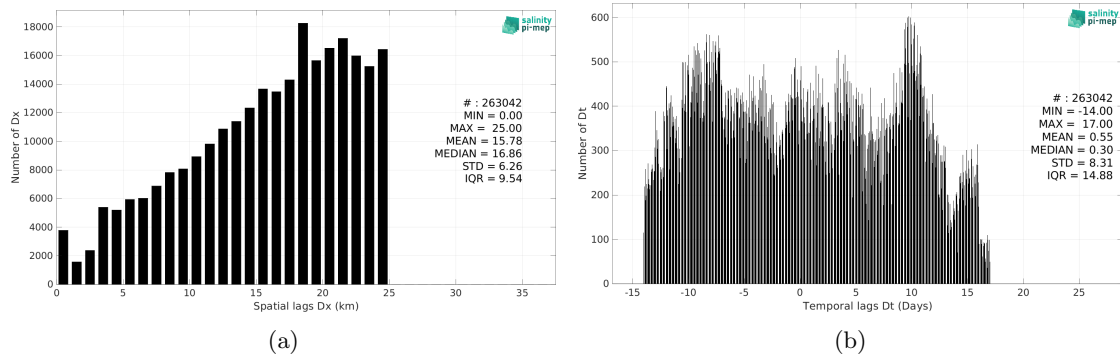 18000
16000
14000
12000
10000
8000
6000
4000
2000
0
Number of Dx
0 5 10 15 20 25 30 35
Spatial lags Dx (km)
salinity
pi-mep
# : 263042
MIN = 0.00
MAX = 25.00
MEAN = 15.78
MEDIAN = 16.86
STD = 6.26
IQR = 9.54
(a)
600
500
400
300
200
100
0
Number of Dt
-15 -10 -5 0 5 10 15 20 25
Temporal lags Dt (Days)
salinity
pi-mep
# : 263042
MIN = -14.00
MAX = 17.00
MEAN = 0.55
MEDIAN = 0.30
STD = 8.31
IQR = 14.88
(b)